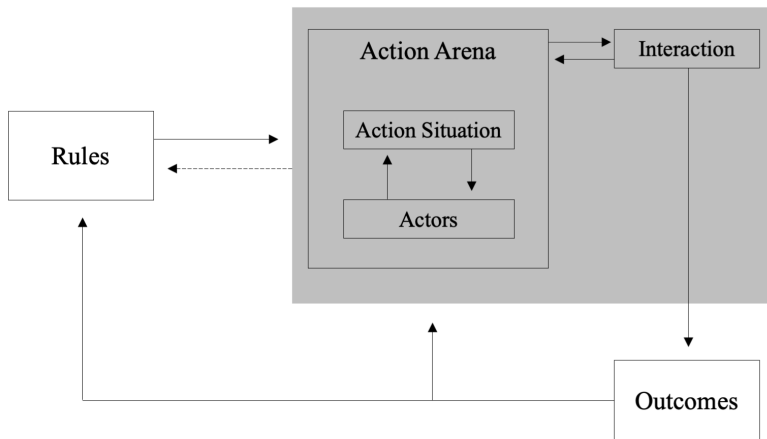 Action Arena
Interaction
Action Situation
Rules
Actors
Outcomes